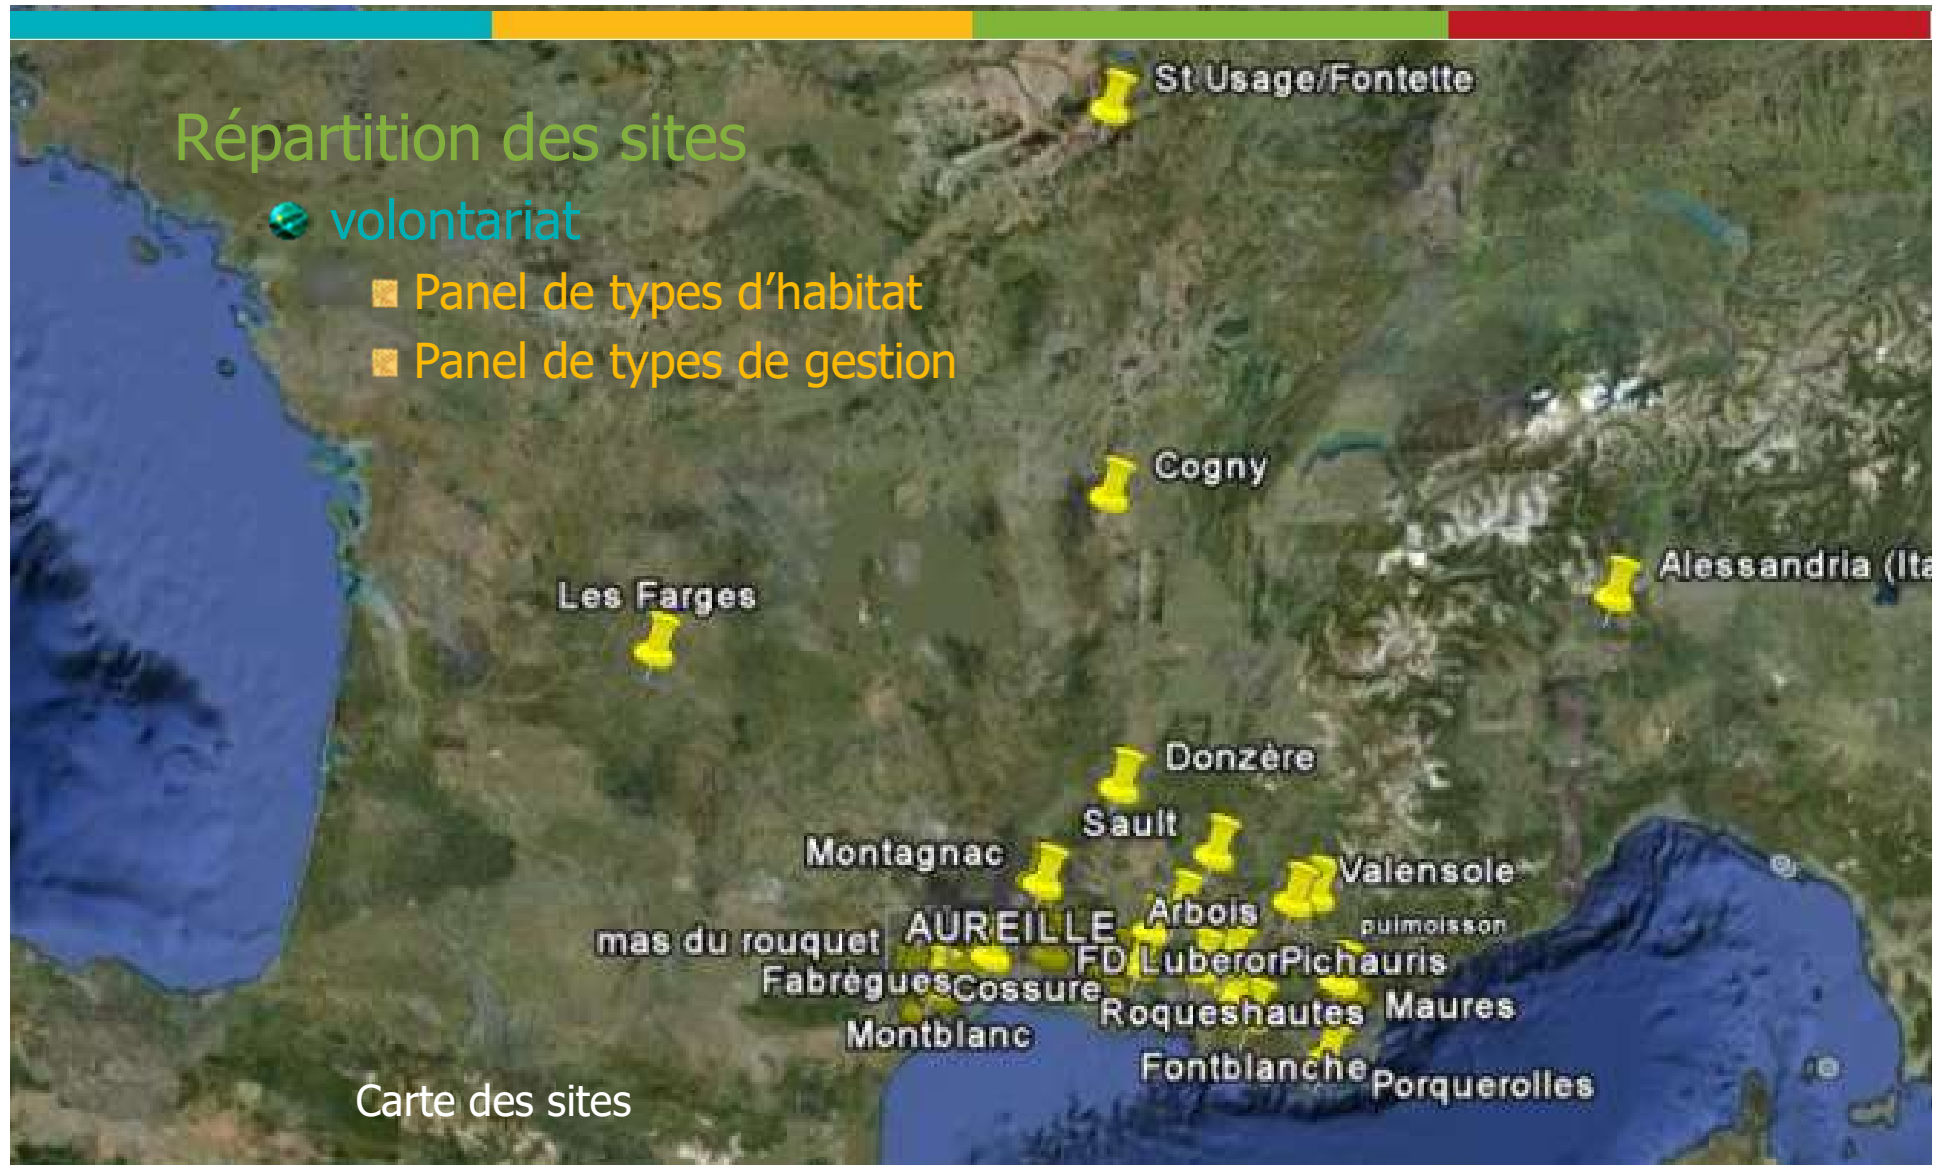 St Usage/Fontette
Répartition des sites
volontariat
Panel de types d’habitat
Panel de types de gestion
Cogny
Alessandria (Ita
Les Farges
Donzère
Sault
Montagnac
Valensole
Arbois
AUREILLE
puimoisson
mas du rouquet
FD Luberor
Pichauris
Fabrègues
Cossure
Roqueshautes
Maures
Montblanc
Fontblanche
Porquerolles
Carte des sites